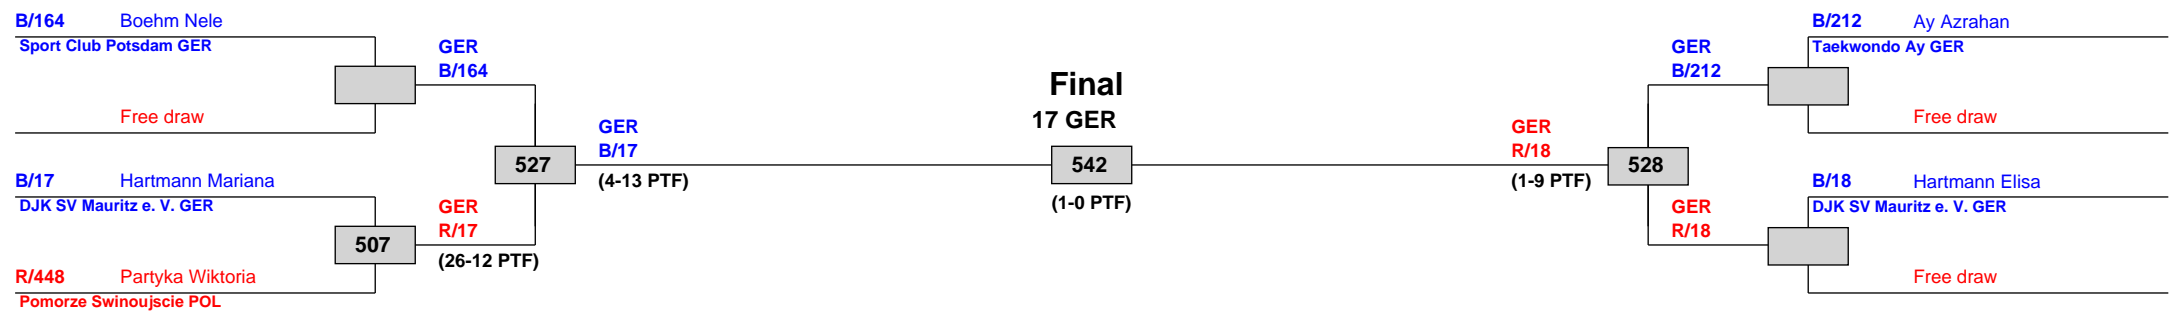 B/164 Boehm Nele
Sport Club Potsdam GER
Free draw
B/17 Hartmann Mariana
DJK SV Mauritz e. V. GER
R/448 Partyka Wiktoria
Pomorze Swinoujscie POL
507
GER
B/164
GER
R/17
(26-12 PTF)
527
GER
B/17
(4-13 PTF)
Final
17 GER
542
(1-0 PTF)
GER
R/18
(1-9 PTF)
528
GER
B/212
GER
R/18
B/212 Ay Azrahan
Taekwondo Ay GER
Free draw
B/18 Hartmann Elisa
DJK SV Mauritz e. V. GER
Free draw